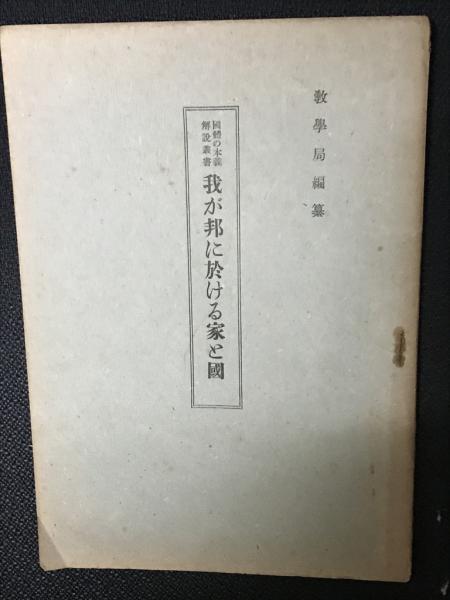 教學局編纂
國體の本義
解說叢書
我が邦に於ける家と國